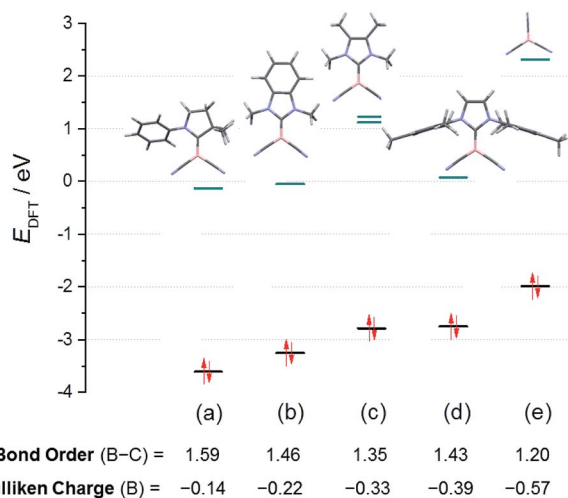 3
2
1
0
-1
-2
-3
-4
E_DFT / eV
(a) (b) (c) (d) (e)
Bond Order (B–C) = 1.59 1.46 1.35 1.43 1.20
lliken Charge (B) = −0.14 −0.22 −0.33 −0.39 −0.57